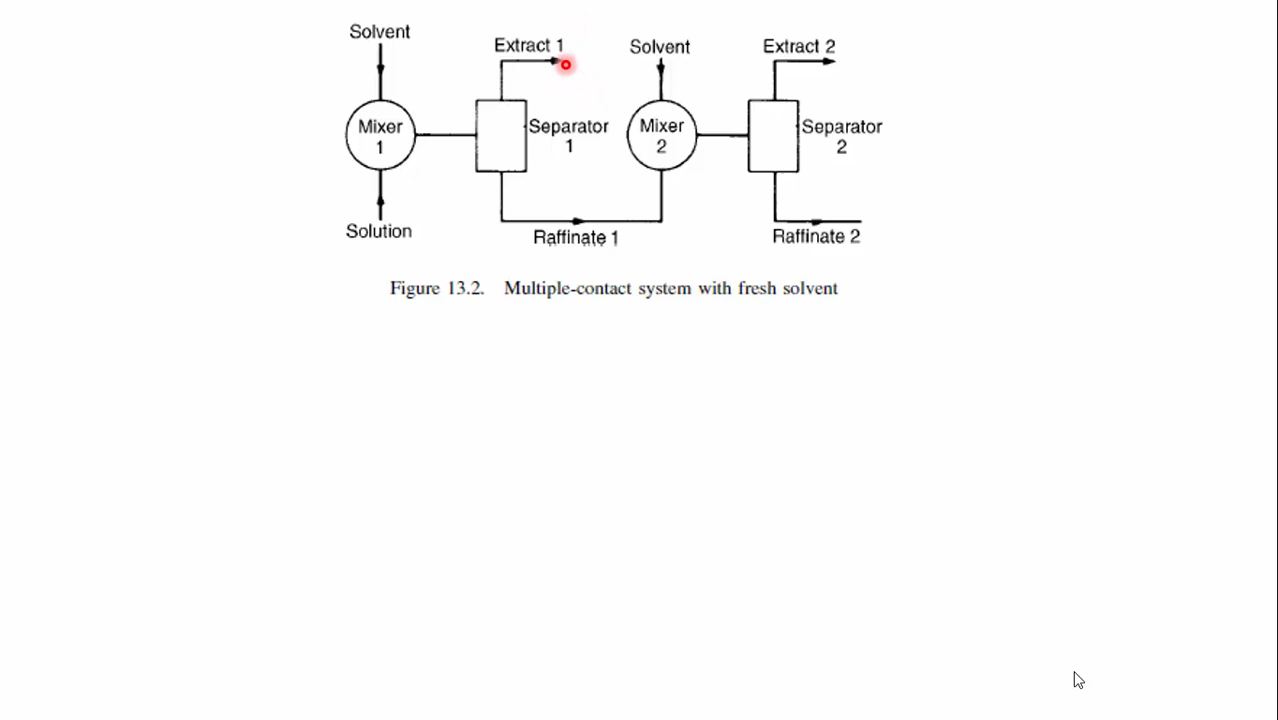 Solvent
Extract 1
Solvent
Extract 2
Mixer
1
Separator
1
Mixer
2
Separator
2
Solution
Raffinate 1
Raffinate 2
Figure 13.2. Multiple-contact system with fresh solvent